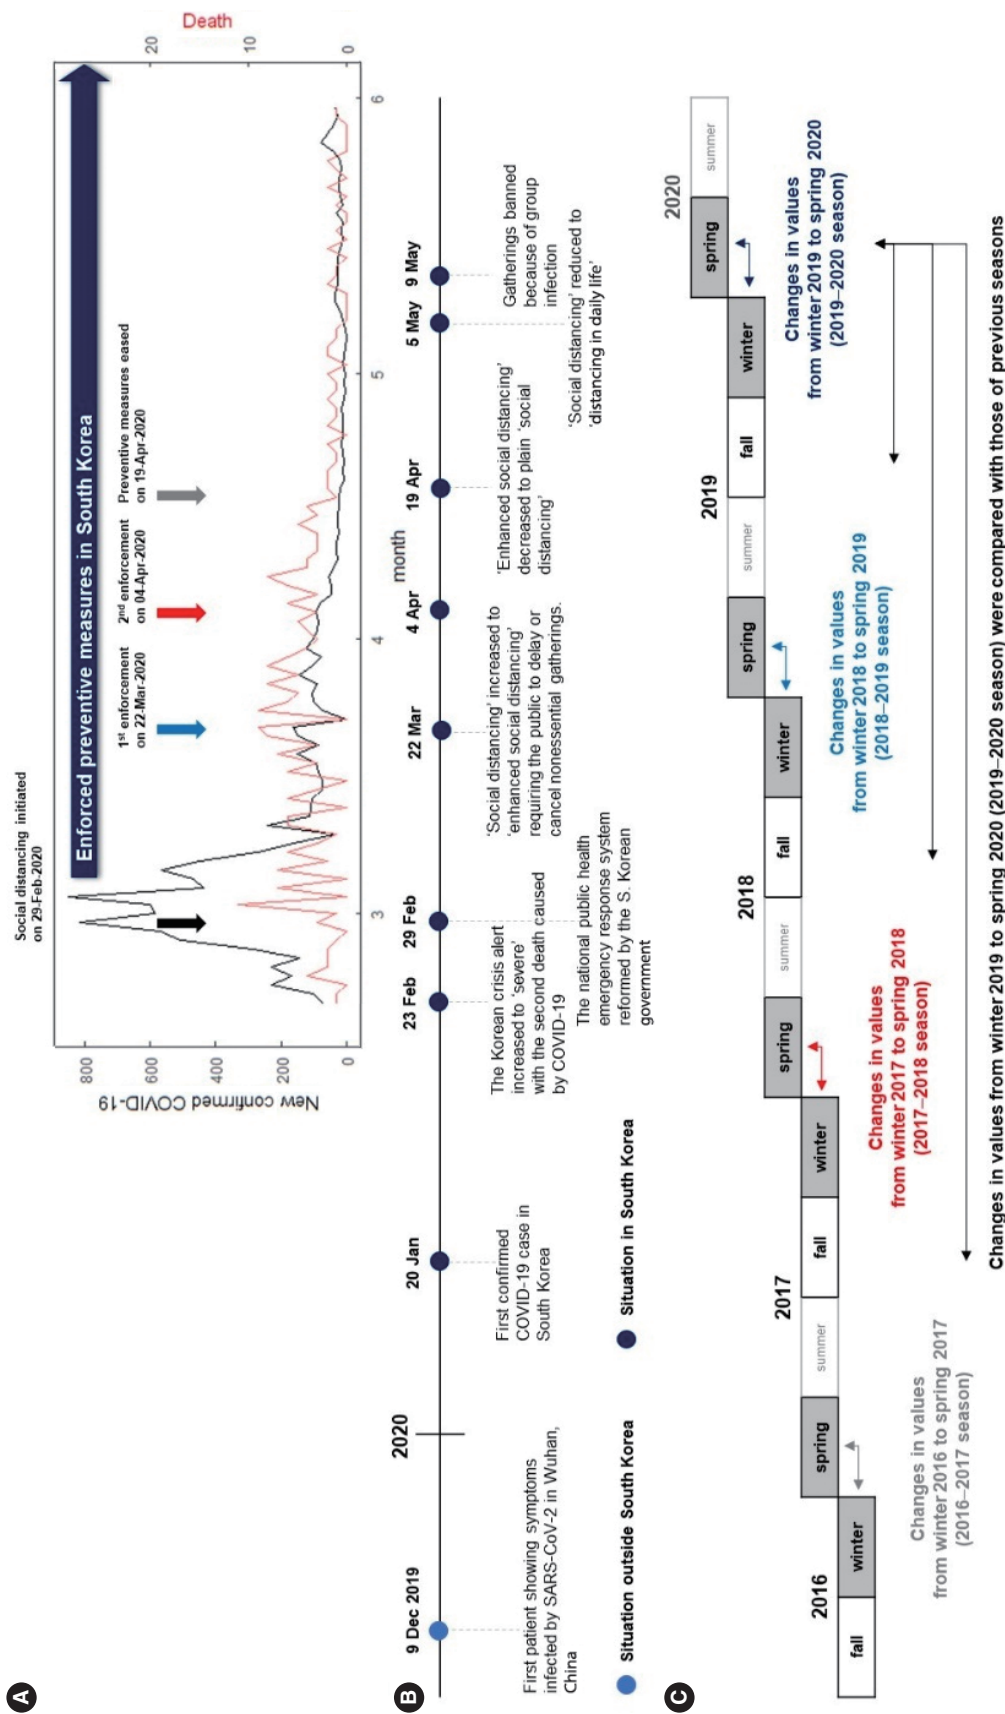 A
Social distancing initiated
on 29-Feb-2020
Enforced preventive measures in South Korea
1st enforcement
on 22-Mar-2020
2nd enforcement
on 04-Apr-2020
Preventive measures eased
on 19-Apr-2020
New confirmed COVID-19
800
600
400
200
0
Death
20
10
0
3
4
5
6
month
B
9 Dec 2019
First patient showing symptoms
infected by SARS-CoV-2 in Wuhan,
China
2020
20 Jan
First confirmed
COVID-19 case in
South Korea
23 Feb
The Korean crisis alert
increased to ‘severe’
with the second death caused
by COVID-19
29 Feb
The national public health
emergency response system
reformed by the S. Korean
government
22 Mar
‘Social distancing’ increased to
‘enhanced social distancing’
requiring the public to delay or
cancel nonessential gatherings.
4 Apr
19 Apr
‘Enhanced social distancing’
decreased to plain ‘social
distancing’
5 May
‘Social distancing’ reduced to
‘distancing in daily life’
9 May
Gatherings banned
because of group
infection
Situation outside South Korea
Situation in South Korea
C
2016
fall
winter
2017
spring
summer
fall
winter
2018
spring
summer
fall
winter
2019
spring
summer
fall
winter
2020
spring
summer
Changes in values
from winter 2016 to spring 2017
(2016–2017 season)
Changes in values
from winter 2017 to spring 2018
(2017–2018 season)
Changes in values
from winter 2018 to spring 2019
(2018–2019 season)
Changes in values
from winter 2019 to spring 2020
(2019–2020 season)
Changes in values from winter 2019 to spring 2020 (2019–2020 season) were compared with those of previous seasons